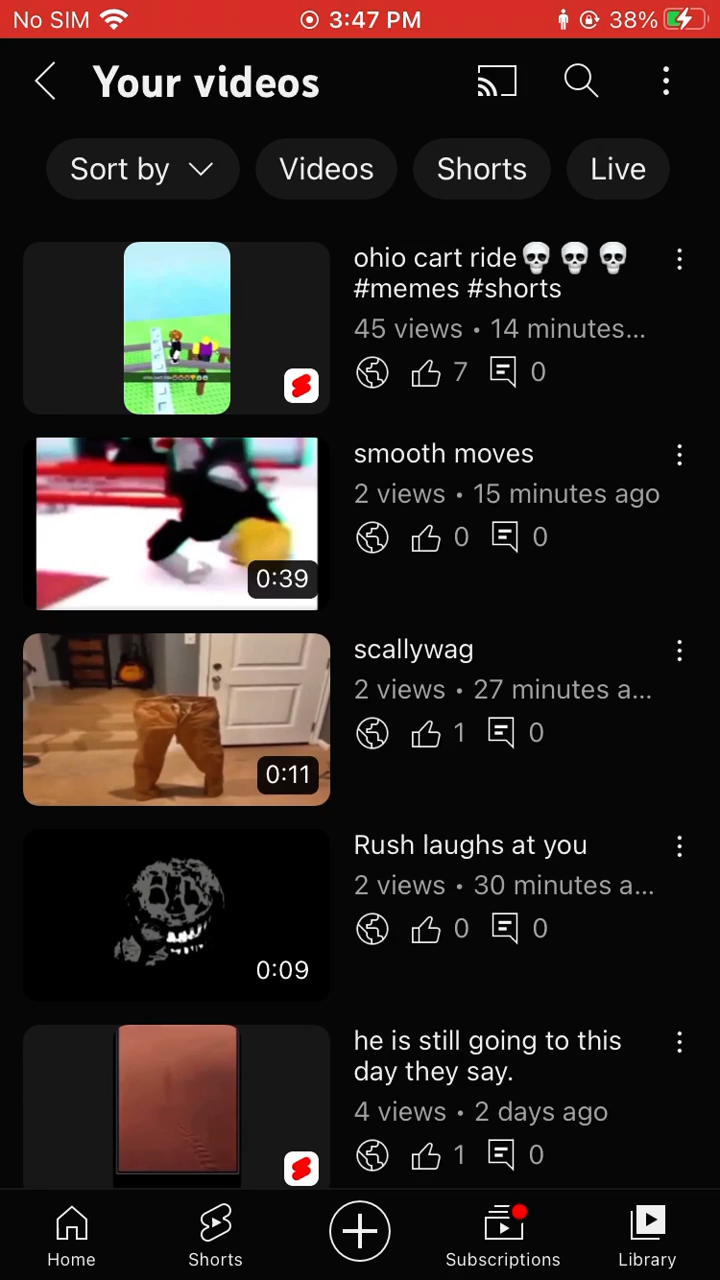 No SIM 3:47 PM 38%
Your videos
Sort by Videos Shorts Live
ohio cart ride💀💀💀
#memes #shorts
45 views • 14 minutes...
7 0
smooth moves
2 views • 15 minutes ago
0 0
0:39
scallywag
2 views • 27 minutes a...
1 0
0:11
Rush laughs at you
2 views • 30 minutes a...
0 0
0:09
he is still going to this
day they say.
4 views • 2 days ago
1 0
Home Shorts Subscriptions Library